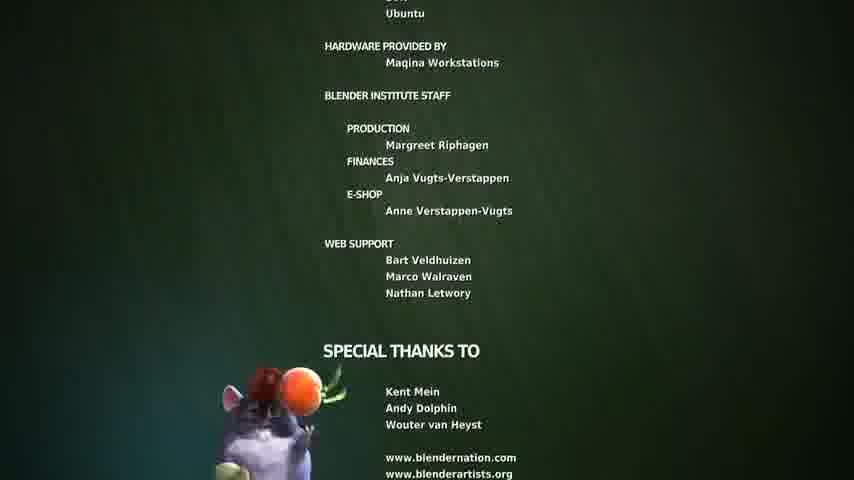 Ubuntu
HARDWARE PROVIDED BY
Maqina Workstations
BLENDER INSTITUTE STAFF
PRODUCTION
Margreet Riphagen
FINANCES
Anja Vugts-Verstappen
E-SHOP
Anne Verstappen-Vugts
WEB SUPPORT
Bart Veldhuizen
Marco Walraven
Nathan Letwory
SPECIAL THANKS TO
Kent Mein
Andy Dolphin
Wouter van Heyst
www.blendernation.com
www.blenderartists.org